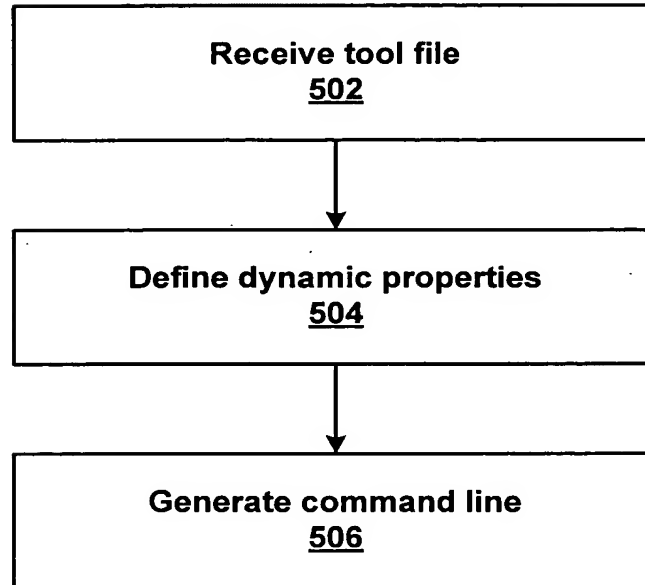 Receive tool file
502
Define dynamic properties
504
Generate command line
506